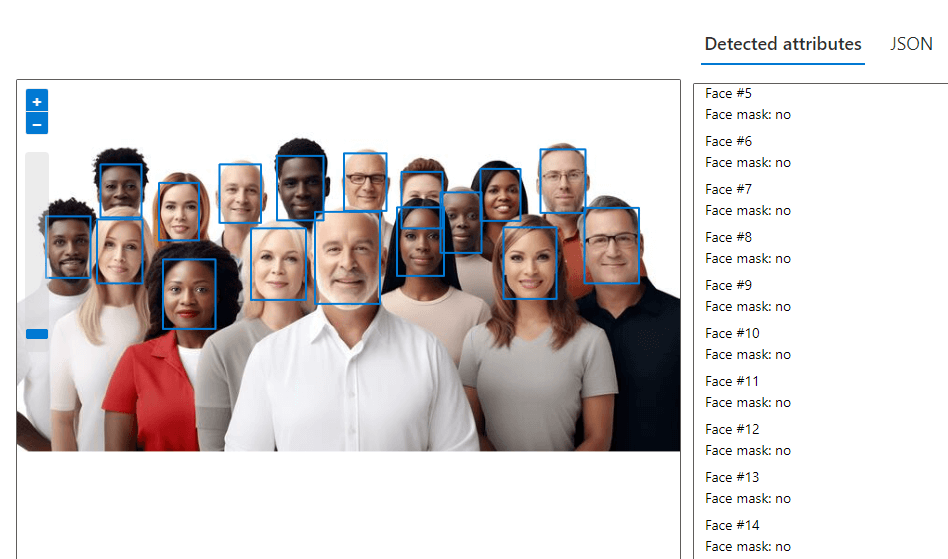 Detected attributes JSON
+
−
Face #5
Face mask: no
Face #6
Face mask: no
Face #7
Face mask: no
Face #8
Face mask: no
Face #9
Face mask: no
Face #10
Face mask: no
Face #11
Face mask: no
Face #12
Face mask: no
Face #13
Face mask: no
Face #14
Face mask: no